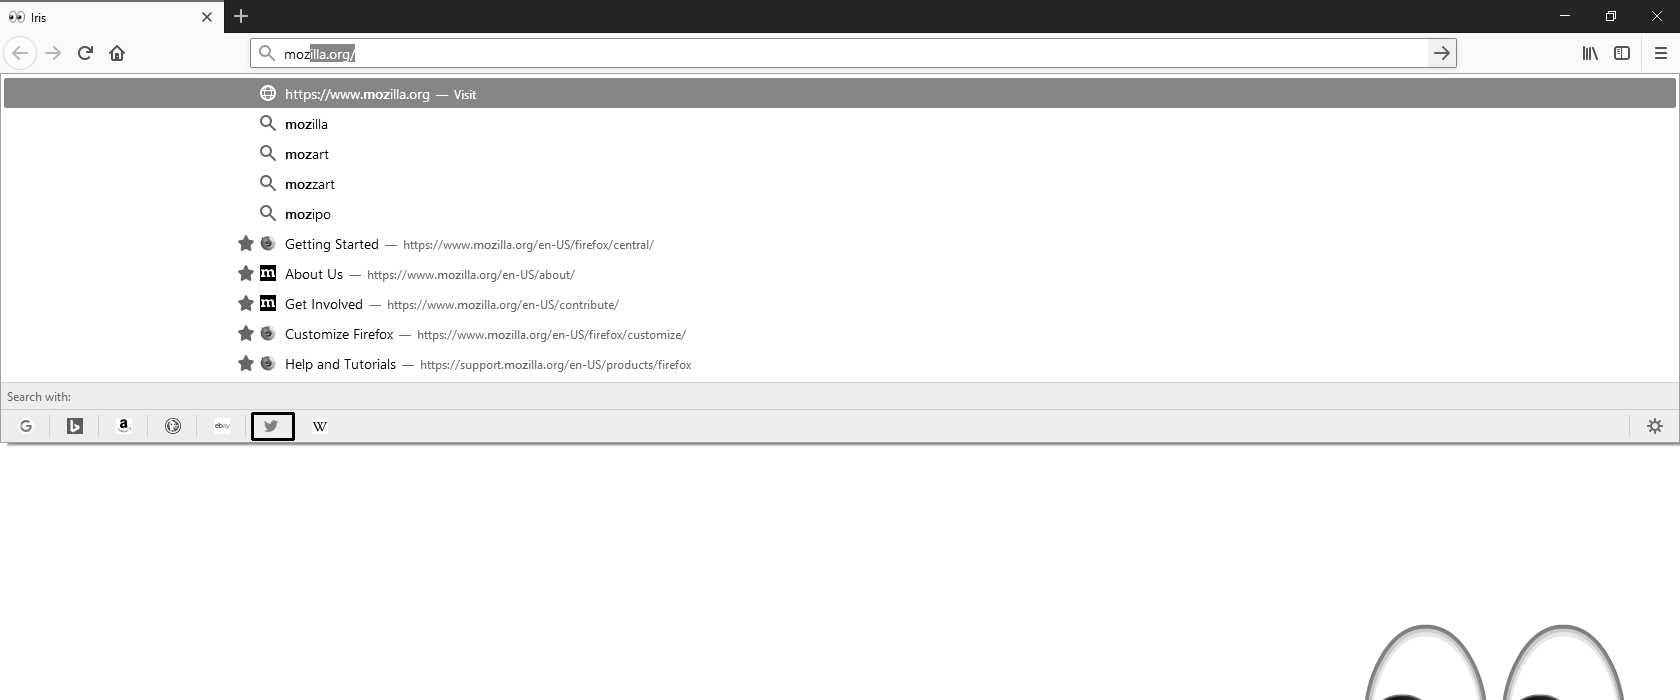 Iris
mozilla.org/
https://www.mozilla.org — Visit
mozilla
mozart
mozzart
mozipo
Getting Started — https://www.mozilla.org/en-US/firefox/central/
m About Us — https://www.mozilla.org/en-US/about/
m Get Involved — https://www.mozilla.org/en-US/contribute/
Customize Firefox — https://www.mozilla.org/en-US/firefox/customize/
Help and Tutorials — https://support.mozilla.org/en-US/products/firefox
Search with:
G b a ebay W